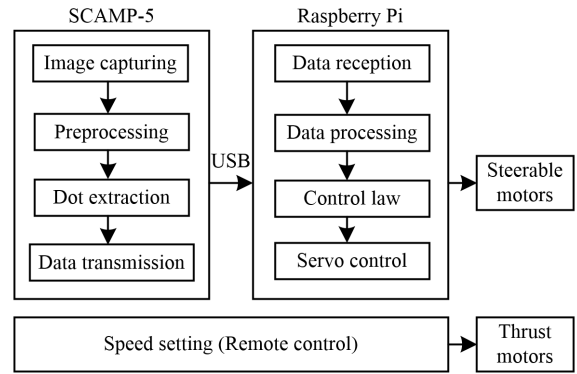 SCAMP-5
Image capturing
Preprocessing
Dot extraction
Data transmission
USB
Raspberry Pi
Data reception
Data processing
Control law
Servo control
Steerable
motors
Speed setting (Remote control)
Thrust
motors